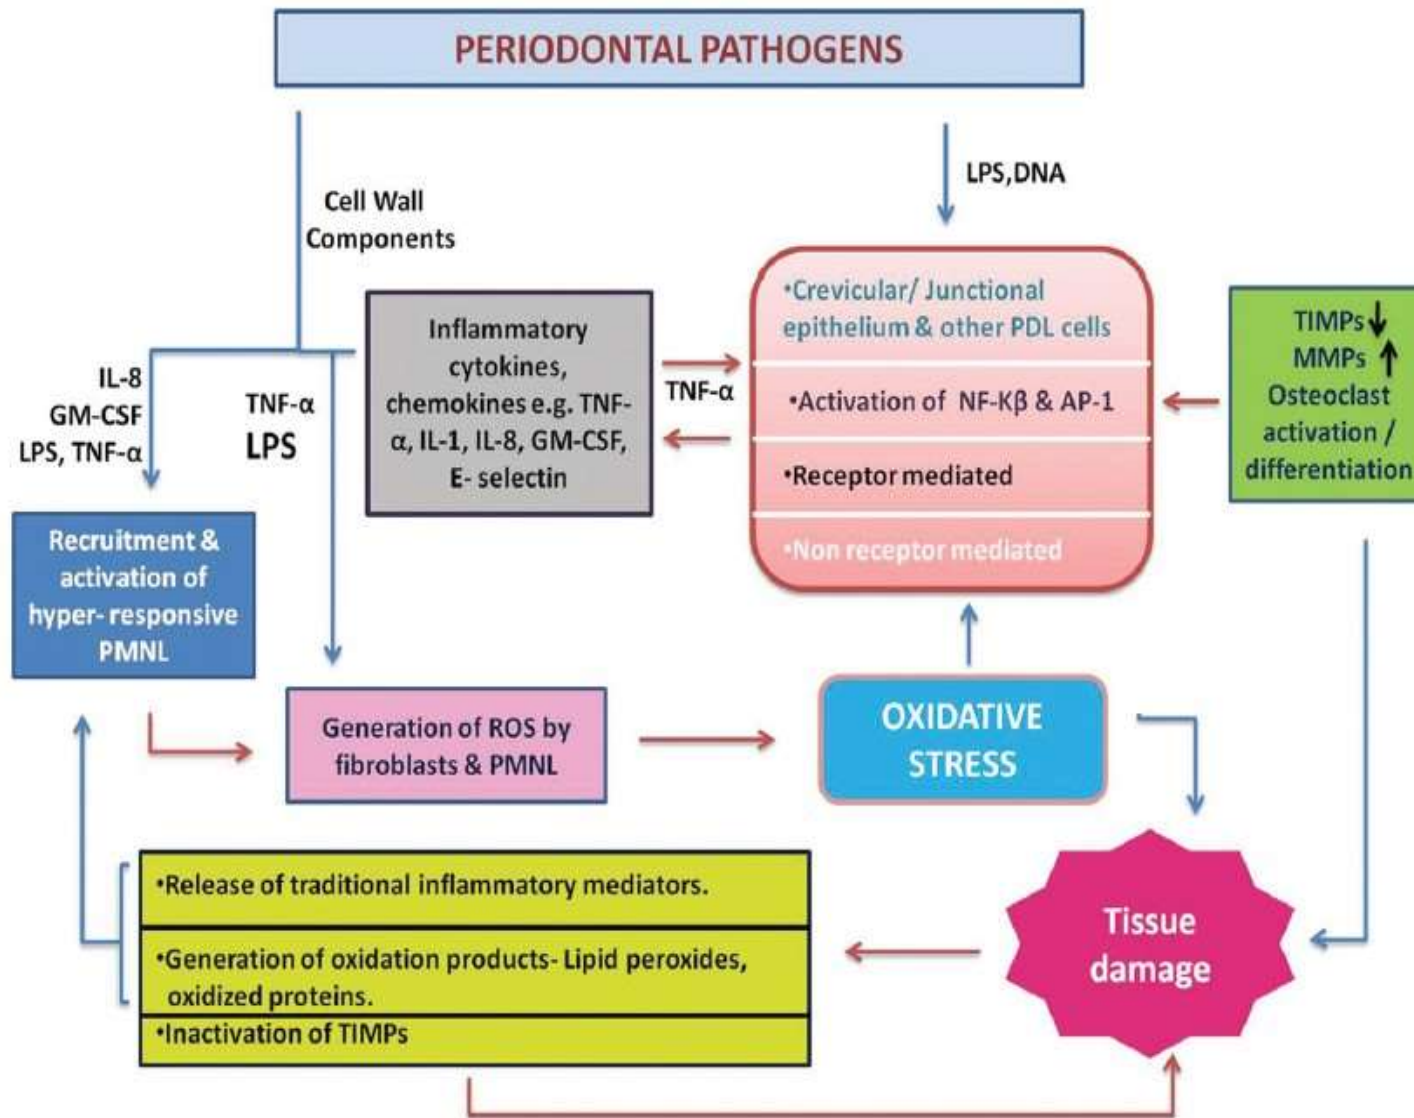 PERIODONTAL PATHOGENS
LPS,DNA
Cell Wall
Components
IL-8
GM-CSF
LPS, TNF-α
TNF-α
LPS
Inflammatory
cytokines,
chemokines e.g. TNF-
α, IL-1, IL-8, GM-CSF,
E- selectin
TNF-α
•Crevicular/ Junctional
epithelium & other PDL cells
•Activation of NF-Kβ & AP-1
•Receptor mediated
•Non receptor mediated
TIMPs↓
MMPs ↑
Osteoclast
activation /
differentiation
Recruitment &
activation of
hyper- responsive
PMNL
Generation of ROS by
fibroblasts & PMNL
OXIDATIVE
STRESS
•Release of traditional inflammatory mediators.
•Generation of oxidation products- Lipid peroxides,
oxidized proteins.
•Inactivation of TIMPs
Tissue
damage